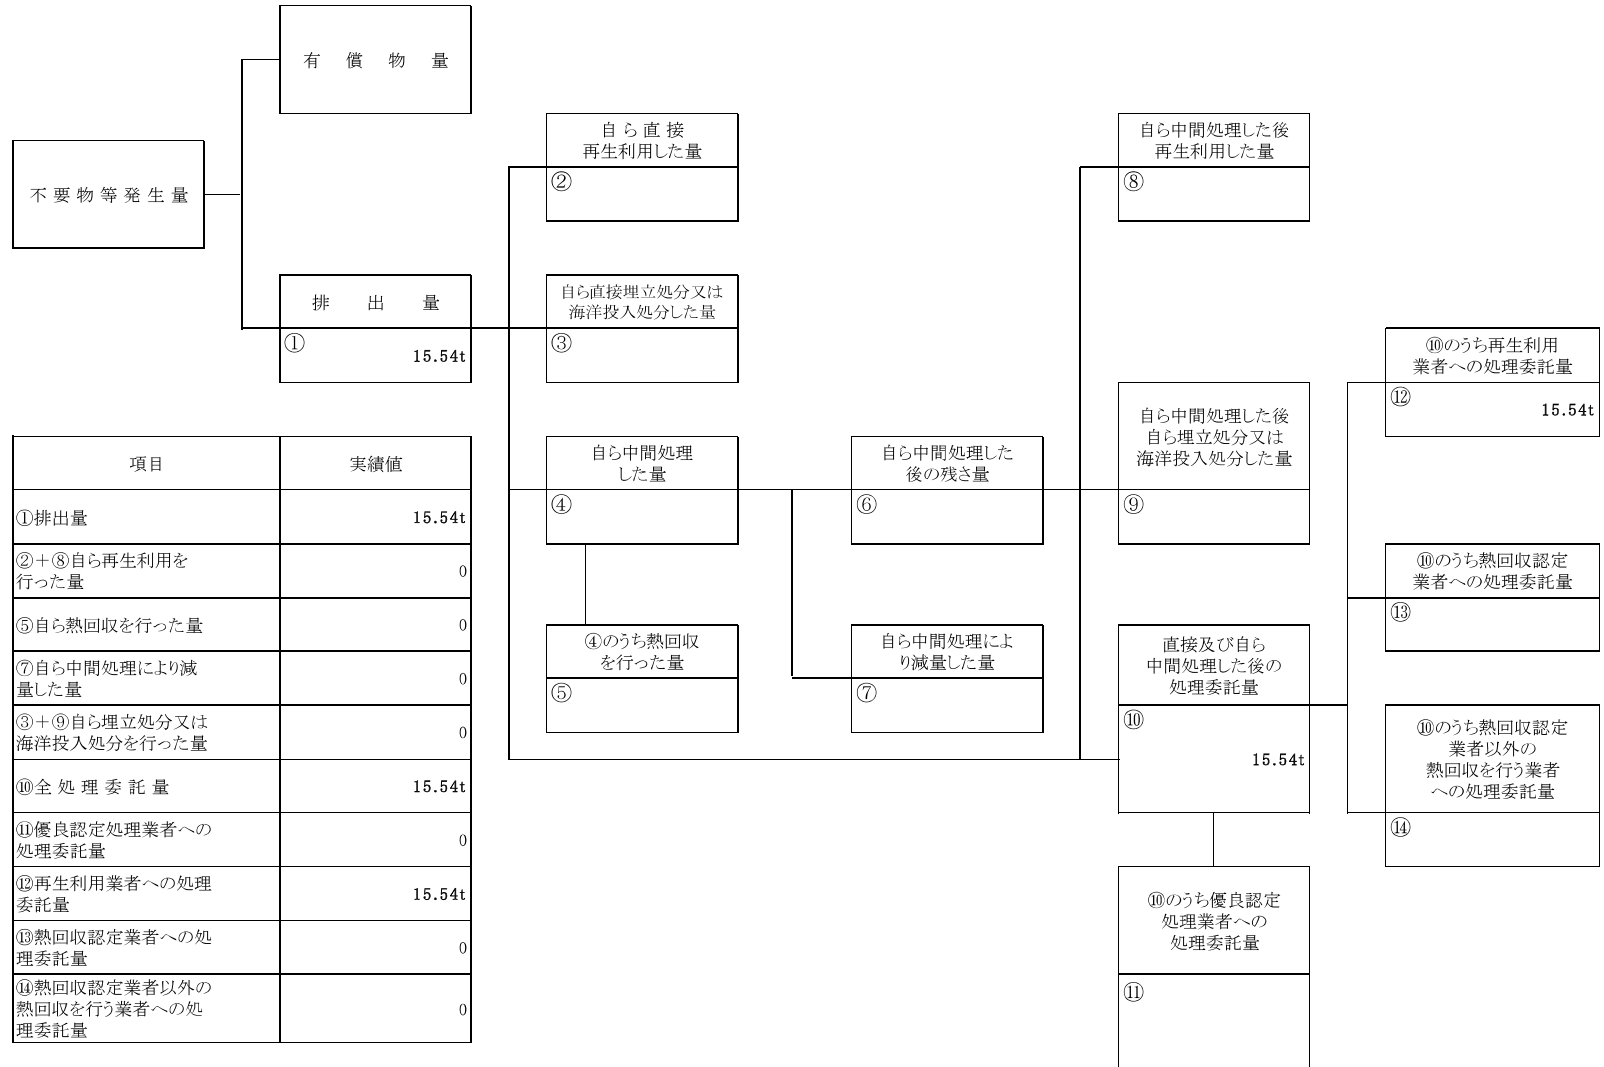 有償物量
不要物等発生量
排出量
①
15.54t
自ら直接
再生利用した量
②
自ら直接埋立処分又は
海洋投入処分した量
③
自ら中間処理
した量
④
④のうち熱回収
を行った量
⑤
自ら中間処理した
後の残さ量
⑥
自ら中間処理によ
り減量した量
⑦
自ら中間処理した後
再生利用した量
⑧
自ら中間処理した後
自ら埋立処分又は
海洋投入処分した量
⑨
直接及び自ら
中間処理した後の
処理委託量
⑩
15.54t
⑩のうち優良認定
処理業者への
処理委託量
⑪
⑩のうち再生利用
業者への処理委託量
⑫
15.54t
⑩のうち熱回収認定
業者への処理委託量
⑬
⑩のうち熱回収認定
業者以外の
熱回収を行う業者
への処理委託量
⑭
項目 実績値
①排出量 15.54t
②+⑧自ら再生利用を
行った量 0
⑤自ら熱回収を行った量 0
⑦自ら中間処理により減
量した量 0
③+⑨自ら埋立処分又は
海洋投入処分を行った量 0
⑩全処理委託量 15.54t
⑪優良認定処理業者への
処理委託量 0
⑫再生利用業者への処理
委託量 15.54t
⑬熱回収認定業者への処
理委託量 0
⑭熱回収認定業者以外の
熱回収を行う業者への処
理委託量 0